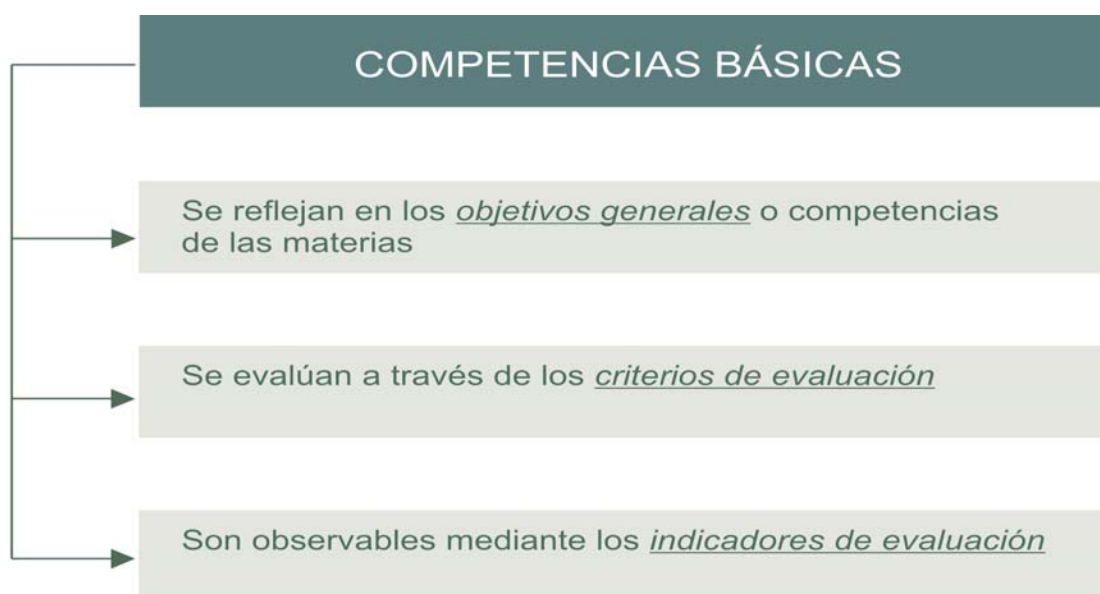 COMPETENCIAS BÁSICAS
Se reflejan en los objetivos generales o competencias
de las materias
Se evalúan a través de los criterios de evaluación
Son observables mediante los indicadores de evaluación